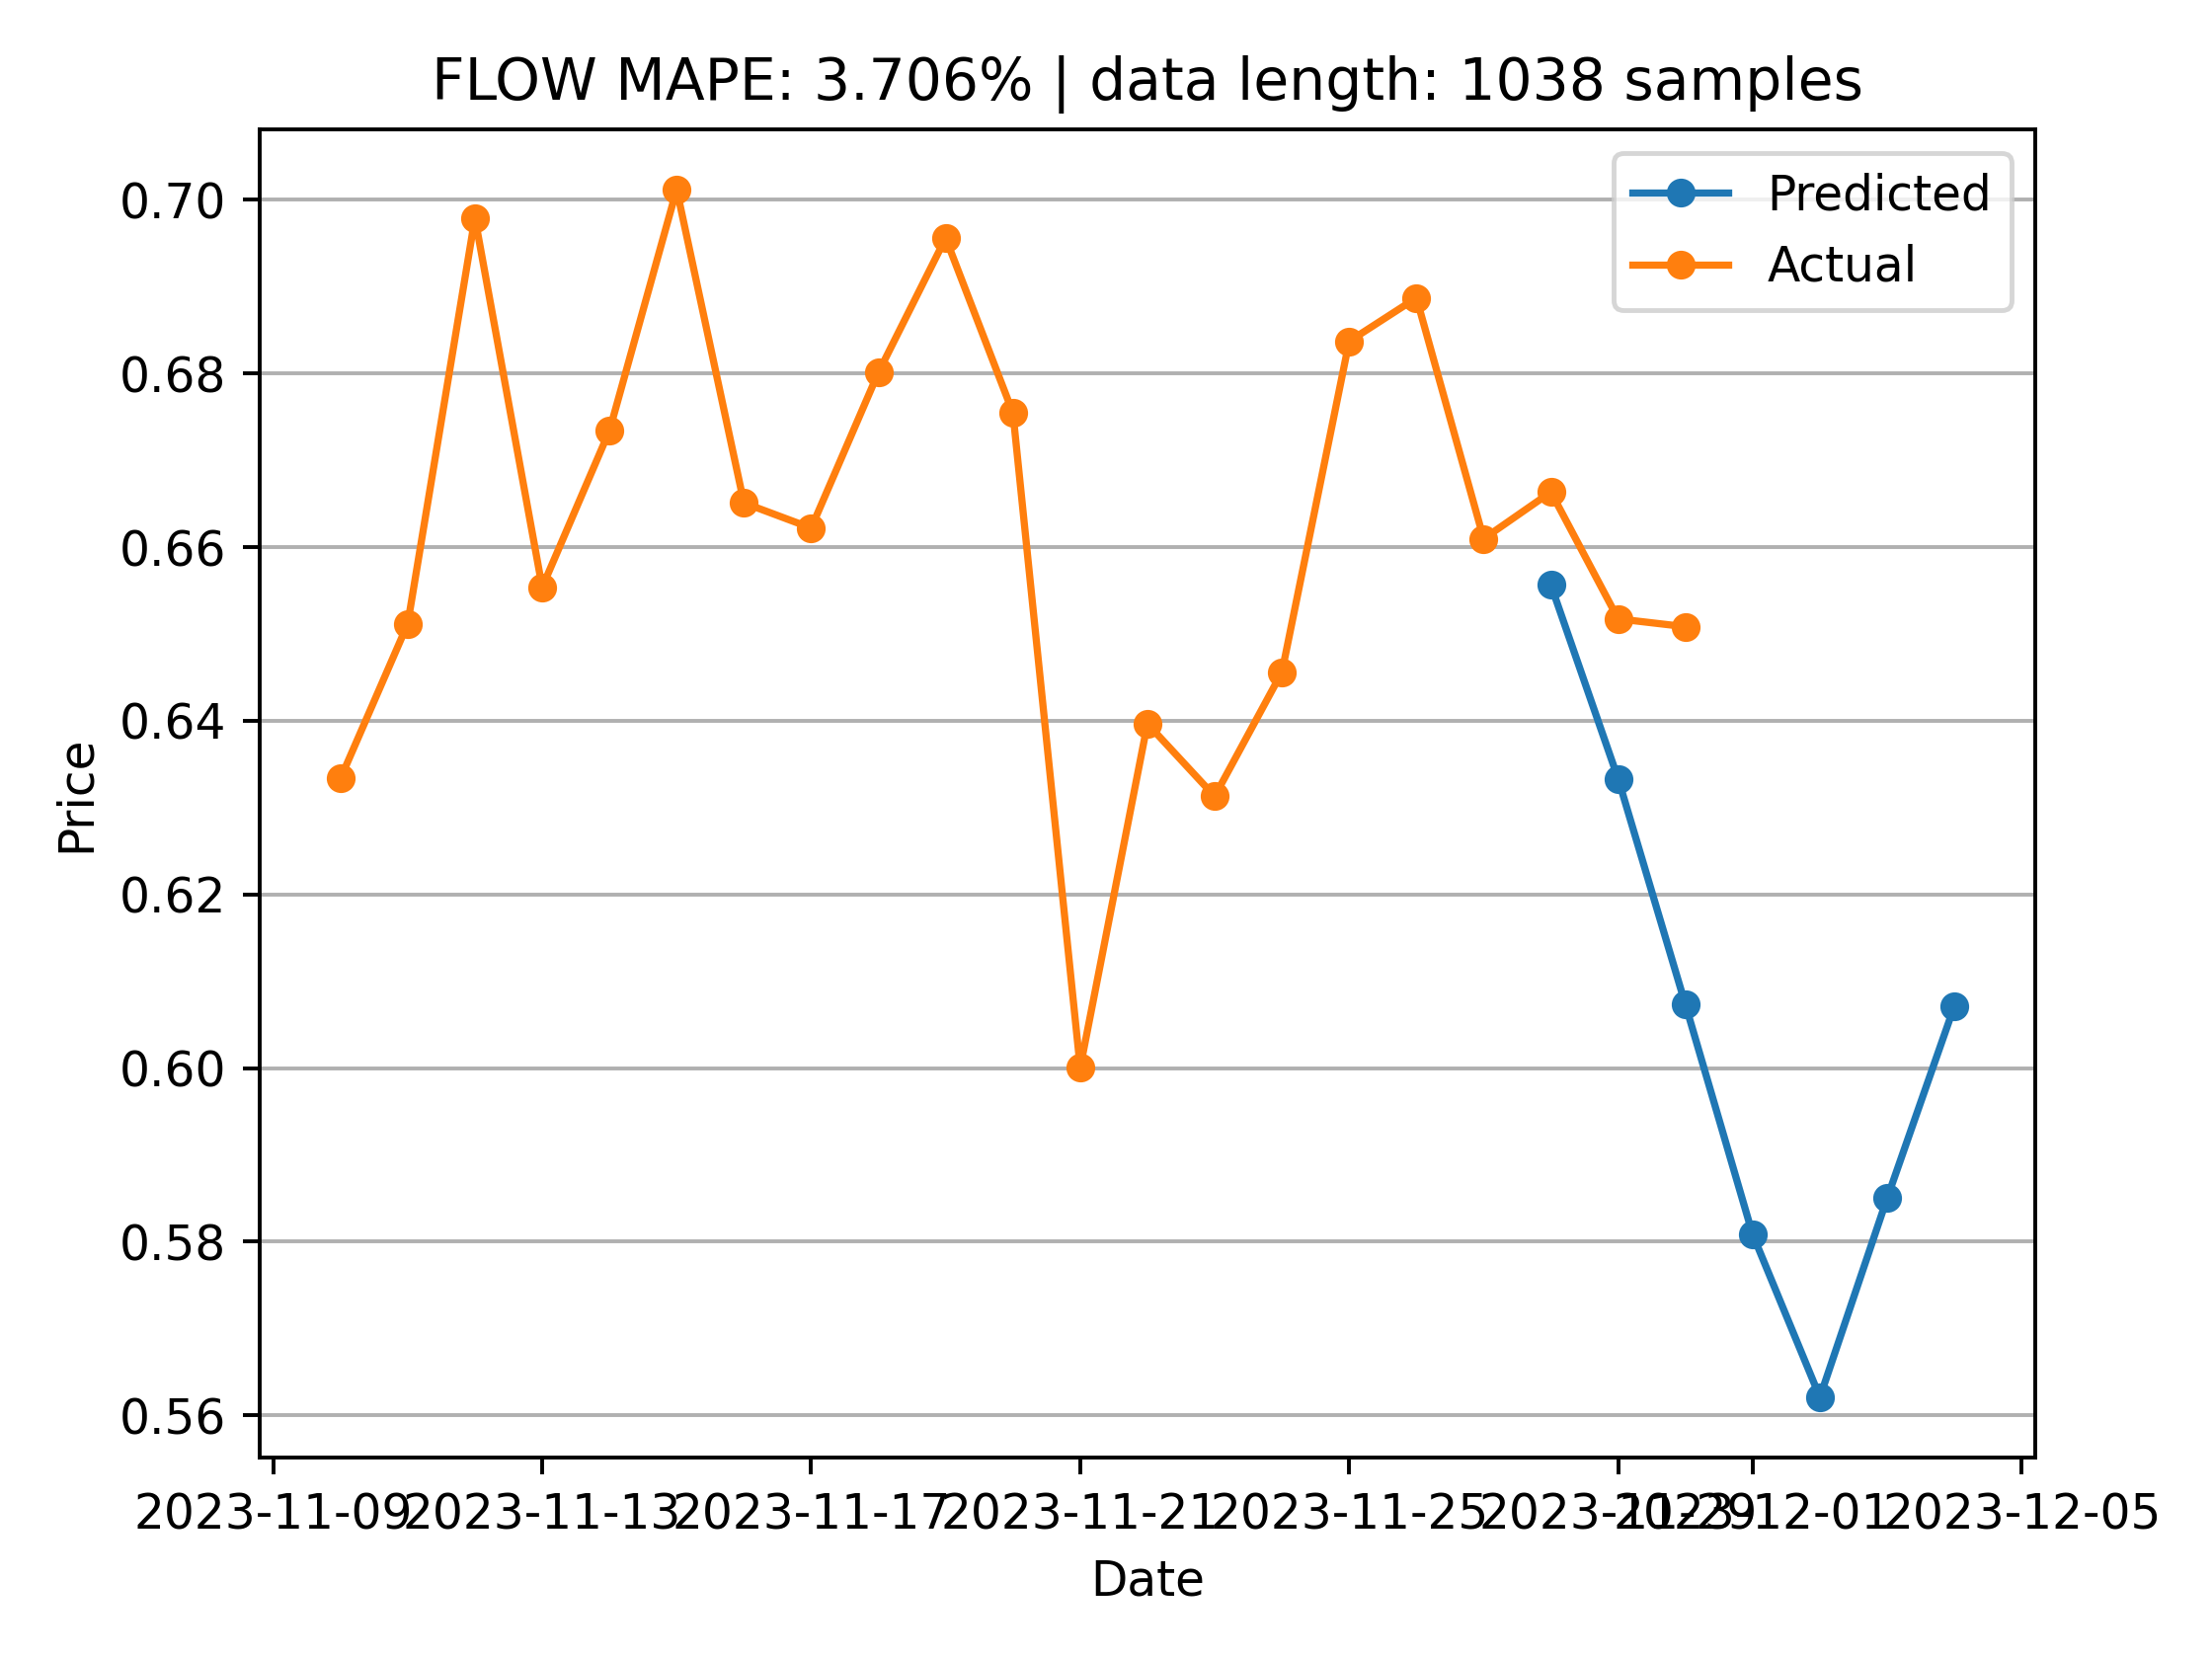 FLOW MAPE: 3.706% | data length: 1038 samples
Predicted
Actual
0.70
0.68
0.66
0.64
0.62
0.60
0.58
0.56
Price
2023-11-09 2023-11-13 2023-11-17 2023-11-21 2023-11-25 2023-11-29 2023-12-01 2023-12-05
Date